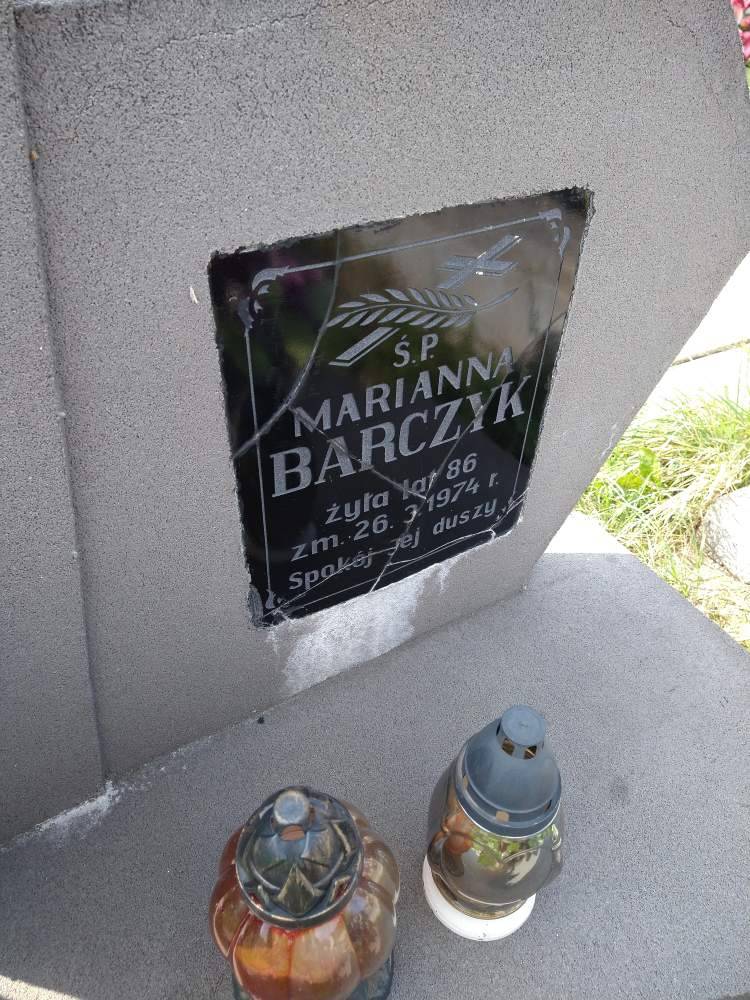 Ś.P.
MARIANNA
BARCZYK
żyła lat 86
zm. 26. 3.1974 r.
Spokój jej duszy